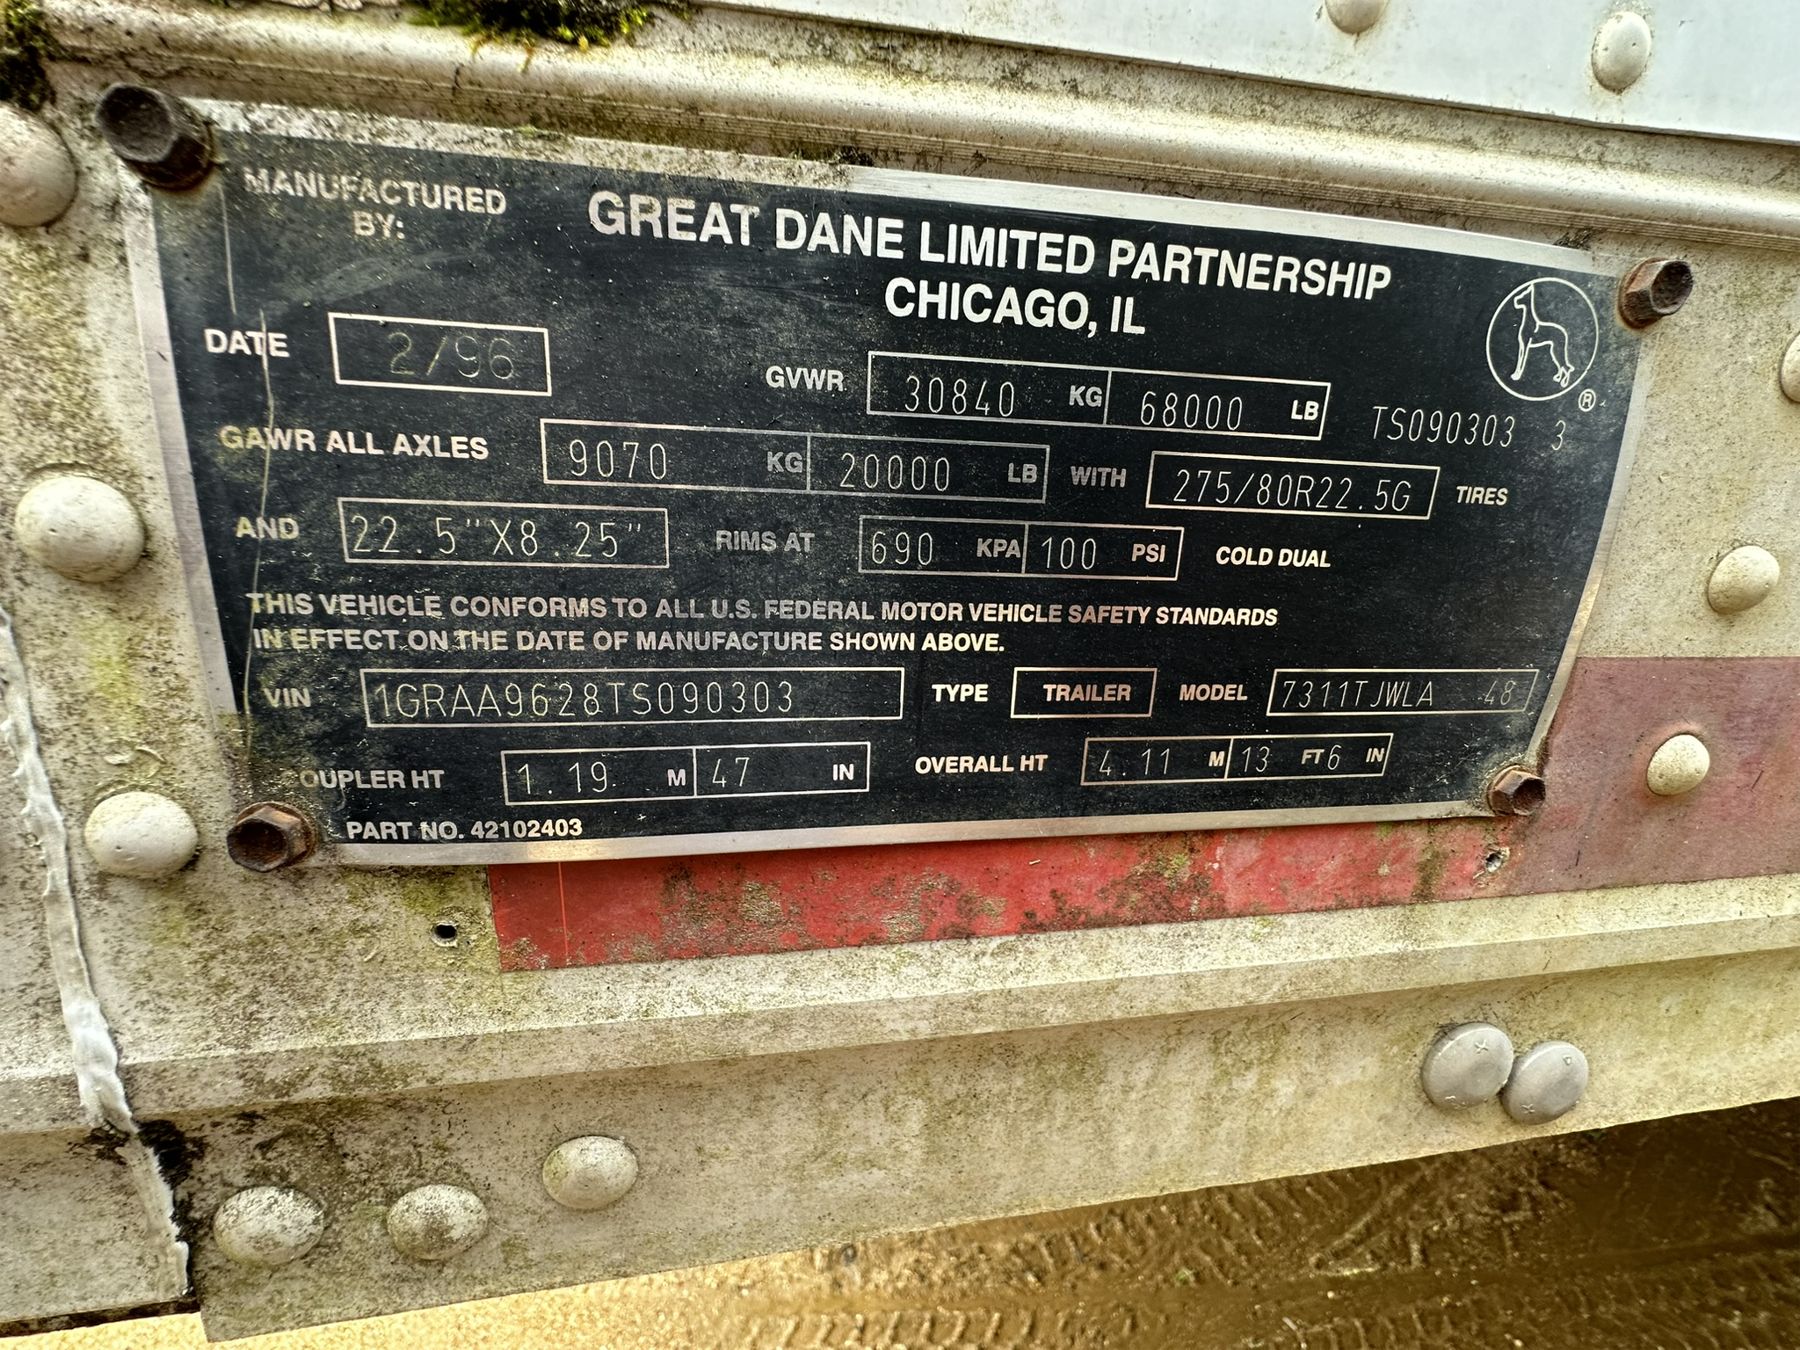 MANUFACTURED BY:
GREAT DANE LIMITED PARTNERSHIP
CHICAGO, IL
DATE 2/96
GVWR 30840 KG 68000 LB TS090303 3
®
GAWR ALL AXLES 9070 KG 20000 LB WITH 275/80R22.5G TIRES
AND 22.5"X8.25" RIMS AT 690 KPA 100 PSI COLD DUAL
THIS VEHICLE CONFORMS TO ALL U.S. FEDERAL MOTOR VEHICLE SAFETY STANDARDS
IN EFFECT ON THE DATE OF MANUFACTURE SHOWN ABOVE.
VIN 1GRAA9628TS090303 TYPE TRAILER MODEL 7311TJWLA 48
OUPLER HT 1.19 M 47 IN OVERALL HT 4.11 M 13 FT 6 IN
PART NO. 42102403